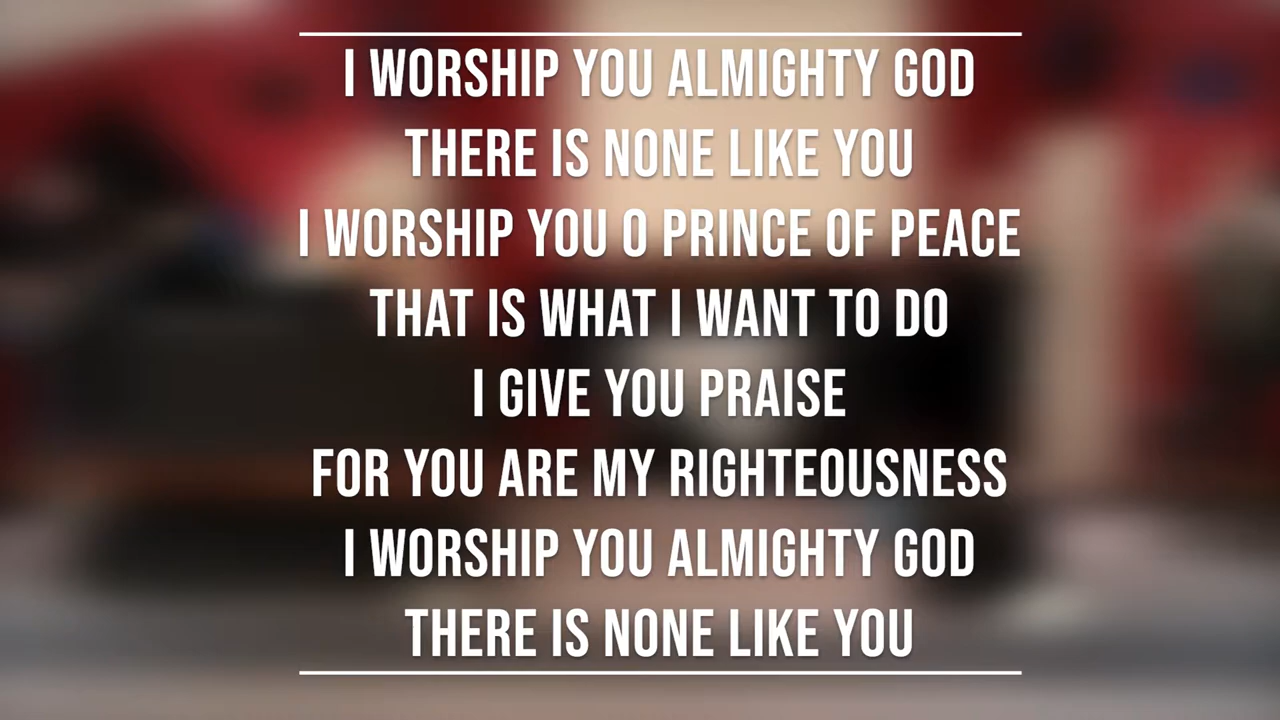 I WORSHIP YOU ALMIGHTY GOD
THERE IS NONE LIKE YOU
I WORSHIP YOU O PRINCE OF PEACE
THAT IS WHAT I WANT TO DO
I GIVE YOU PRAISE
FOR YOU ARE MY RIGHTEOUSNESS
I WORSHIP YOU ALMIGHTY GOD
THERE IS NONE LIKE YOU